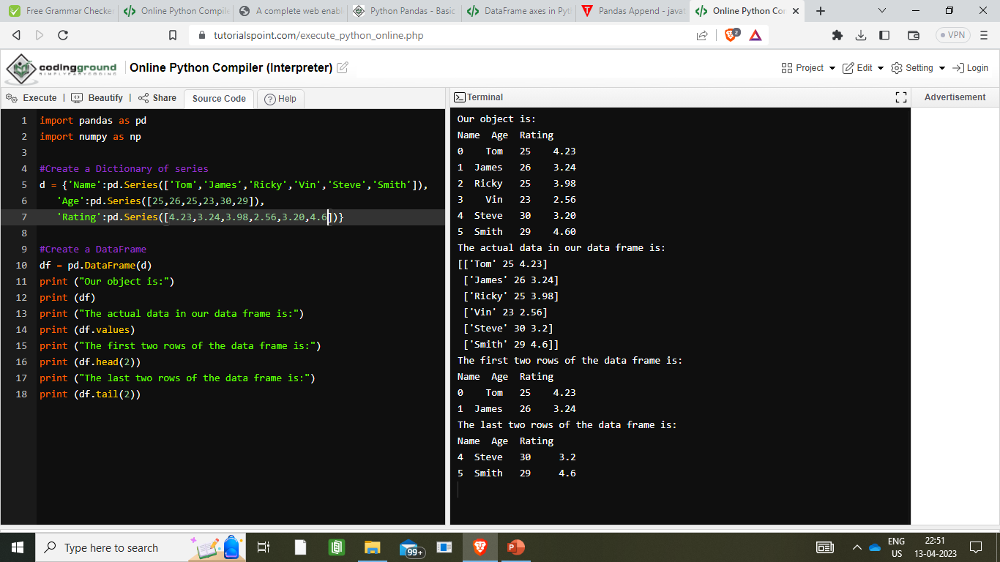 Free Grammar Checker
Online Python Compile
A complete web enab
Python Pandas - Basic
DataFrame axes in Pyt
Pandas Append - javat
Online Python Cor
tutorialspoint.com/execute_python_online.php
2
VPN
codingground
SIMPLYEASYCODING
Online Python Compiler (Interpreter)
Project
Edit
Setting
Login
Execute | Beautify | Share
Source Code
Help
1 import pandas as pd
2 import numpy as np
3
4 #Create a Dictionary of series
5 d = {'Name':pd.Series(['Tom','James','Ricky','Vin','Steve','Smith']),
6 'Age':pd.Series([25,26,25,23,30,29]),
7 'Rating':pd.Series([4.23,3.24,3.98,2.56,3.20,4.6])}
8
9 #Create a DataFrame
10 df = pd.DataFrame(d)
11 print ("Our object is:")
12 print (df)
13 print ("The actual data in our data frame is:")
14 print (df.values)
15 print ("The first two rows of the data frame is:")
16 print (df.head(2))
17 print ("The last two rows of the data frame is:")
18 print (df.tail(2))
Terminal
Our object is:
Name Age Rating
0 Tom 25 4.23
1 James 26 3.24
2 Ricky 25 3.98
3 Vin 23 2.56
4 Steve 30 3.20
5 Smith 29 4.60
The actual data in our data frame is:
[['Tom' 25 4.23]
['James' 26 3.24]
['Ricky' 25 3.98]
['Vin' 23 2.56]
['Steve' 30 3.2]
['Smith' 29 4.6]]
The first two rows of the data frame is:
Name Age Rating
0 Tom 25 4.23
1 James 26 3.24
The last two rows of the data frame is:
Name Age Rating
4 Steve 30 3.2
5 Smith 29 4.6
Advertisement
Type here to search
99+
ENG
US
22:51
13-04-2023